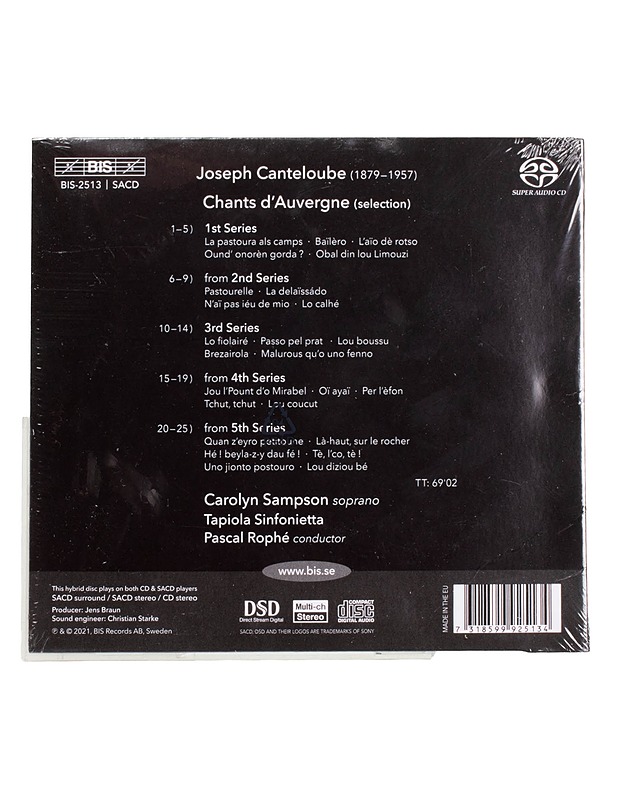 BIS
BIS-2513 | SACD
SUPER AUDIO CD
Joseph Canteloube (1879–1957)
Chants d'Auvergne (selection)
1–5) 1st Series
La pastoura als camps · Baïlèro · L'aïo dè rotso
Ound' onorèn gorda ? · Obal din lou Limouzi
6–9) from 2nd Series
Pastourelle · La delaïssádo
N'aï pas iéu de mio · Lo calhé
10–14) 3rd Series
Lo fiolairé · Passo pel prat · Lou boussu
Brezairola · Malurous qu'o uno fenno
15–19) from 4th Series
Jou l'Pount d'o Mirabel · Oï ayaï · Per l'èfon
Tchut, tchut · Lou coucut
20–25) from 5th Series
Quan z'eyro petitoune · Là-haut, sur le rocher
Hé ! beyla-z-y dau fé ! · Tè, l'co, tè !
Uno jionto postouro · Lou diziou bé
TT: 69'02
Carolyn Sampson soprano
Tapiola Sinfonietta
Pascal Rophé conductor
www.bis.se
This hybrid disc plays on both CD & SACD players
SACD surround / SACD stereo / CD stereo
Producer: Jens Braun
Sound engineer: Christian Starke
℗ & © 2021, BIS Records AB, Sweden
DSD
Direct Stream Digital
Multi-ch
Stereo
COMPACT
disc
DIGITAL AUDIO
SACD, DSD AND THEIR LOGOS ARE TRADEMARKS OF SONY
MADE IN THE EU
7 318599 925134